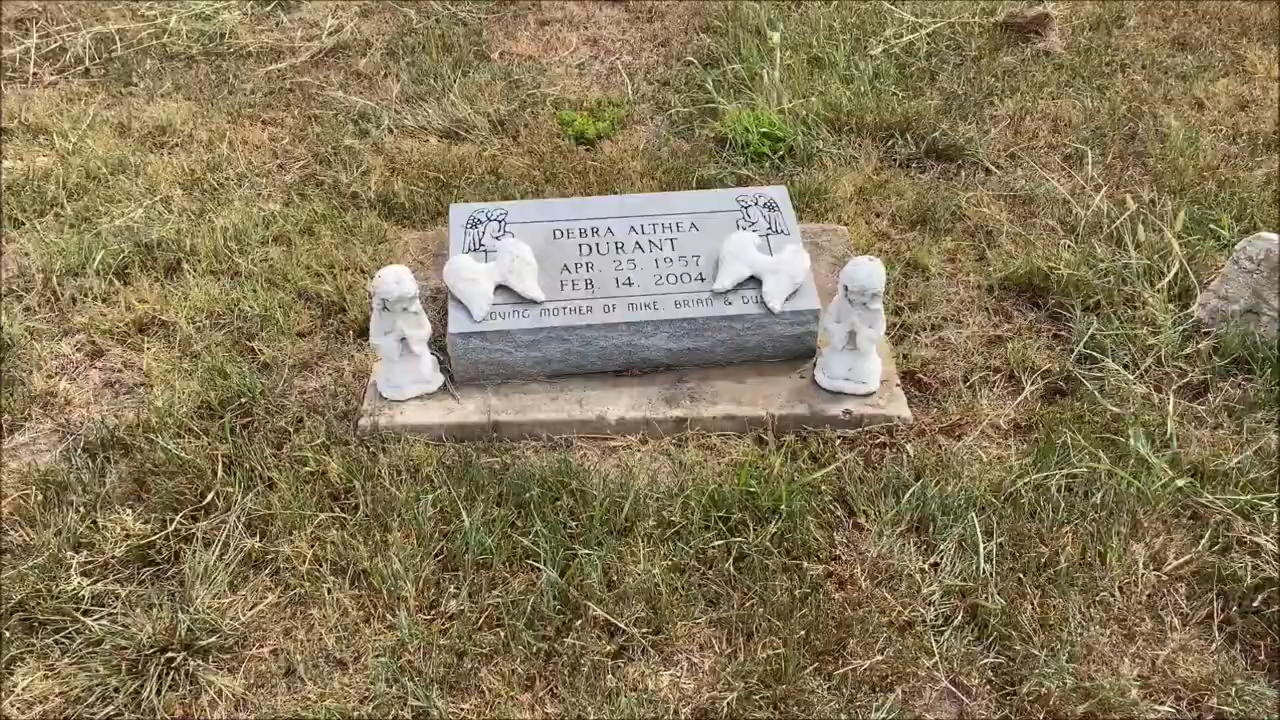 DEBRA ALTHEA
DURANT
APR. 25. 1957
FEB. 14. 2004
MOTHER OF MIKE, BRIAN &